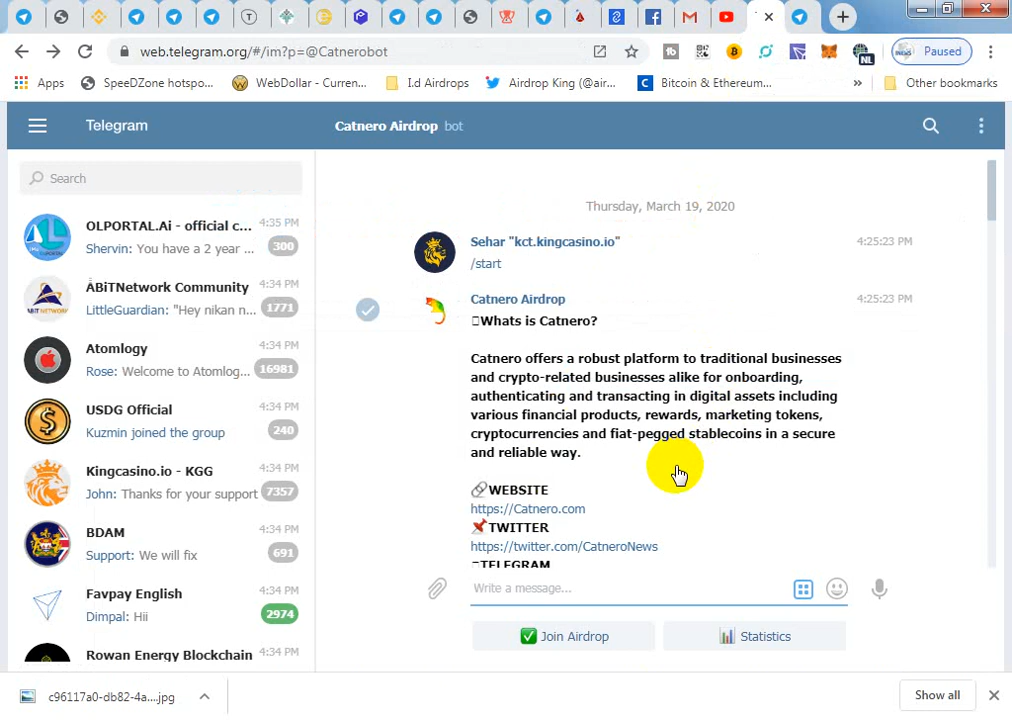 web.telegram.org/#/im?p=@Catnerobot
Paused
NL
Apps
SpeeDZone hotspo...
WebDollar - Curren...
I.d Airdrops
Airdrop King (@air...
Bitcoin & Ethereum...
»
Other bookmarks
Telegram
Catnero Airdrop bot
Search
OLPORTAL.Ai - official c... 4:35 PM
Shervin: You have a 2 year ... 300
ÂBiTNetwork Community 4:34 PM
LittleGuardian: "Hey nikan n... 1771
Atomlogy 4:34 PM
Rose: Welcome to Atomlog... 16981
USDG Official 4:34 PM
Kuzmin joined the group 240
Kingcasino.io - KGG 4:34 PM
John: Thanks for your support 7357
BDAM 4:34 PM
Support: We will fix 691
Favpay English 4:34 PM
Dimpal: Hii 2974
Rowan Energy Blockchain 4:34 PM
Thursday, March 19, 2020
Sehar "kct.kingcasino.io" 4:25:23 PM
/start
Catnero Airdrop 4:25:23 PM
Whats is Catnero?
Catnero offers a robust platform to traditional businesses
and crypto-related businesses alike for onboarding,
authenticating and transacting in digital assets including
various financial products, rewards, marketing tokens,
cryptocurrencies and fiat-pegged stablecoins in a secure
and reliable way.
WEBSITE
https://Catnero.com
TWITTER
https://twitter.com/CatneroNews
TELEGRAM
Write a message...
Join Airdrop
Statistics
c96117a0-db82-4a....jpg
Show all